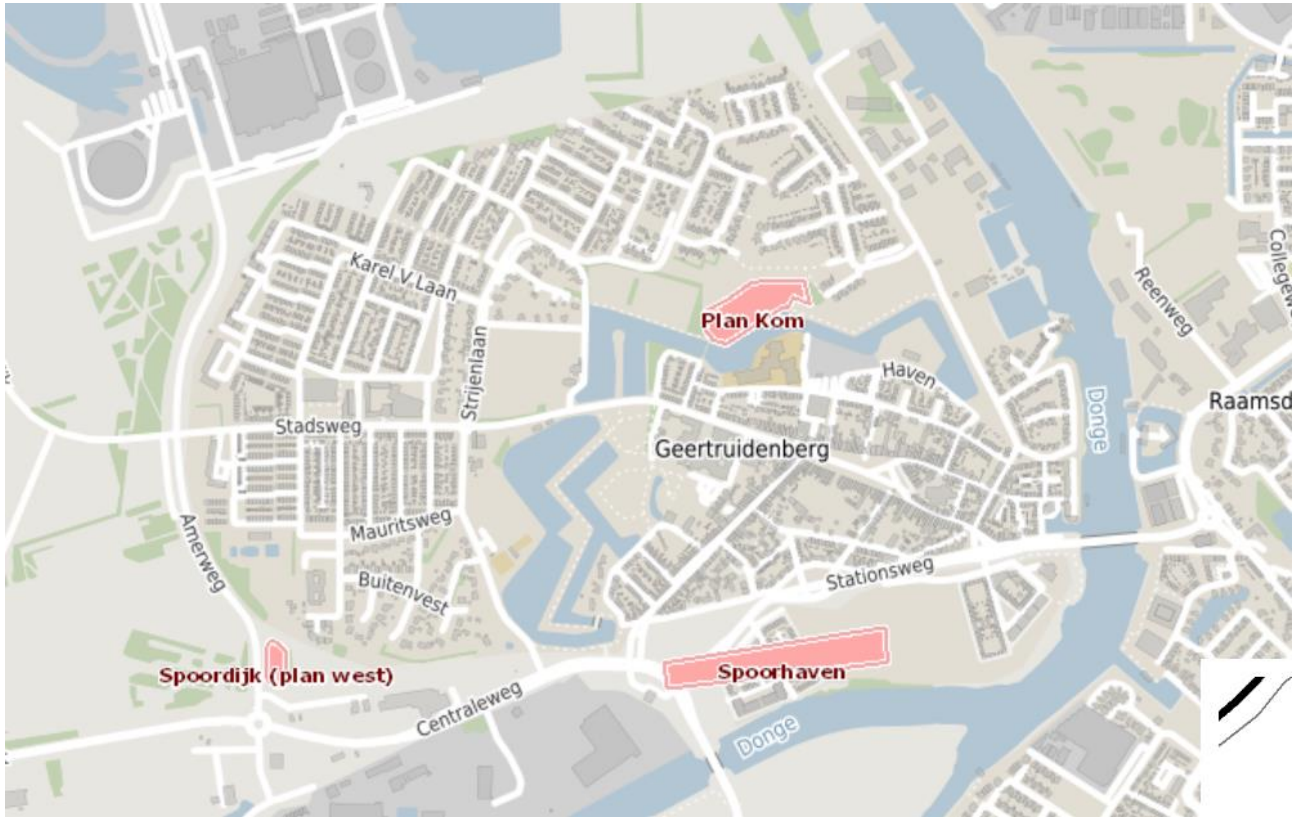 Karel V Laan
Plan Kom
Reenweg
Strijenlaan
Haven
Donge
Stadsweg
Geertruidenberg
Amerweg
Mauritsweg
Buitenvest
Stationsweg
Spoordijk (plan west)
Spoorhaven
Centraleweg
Donge